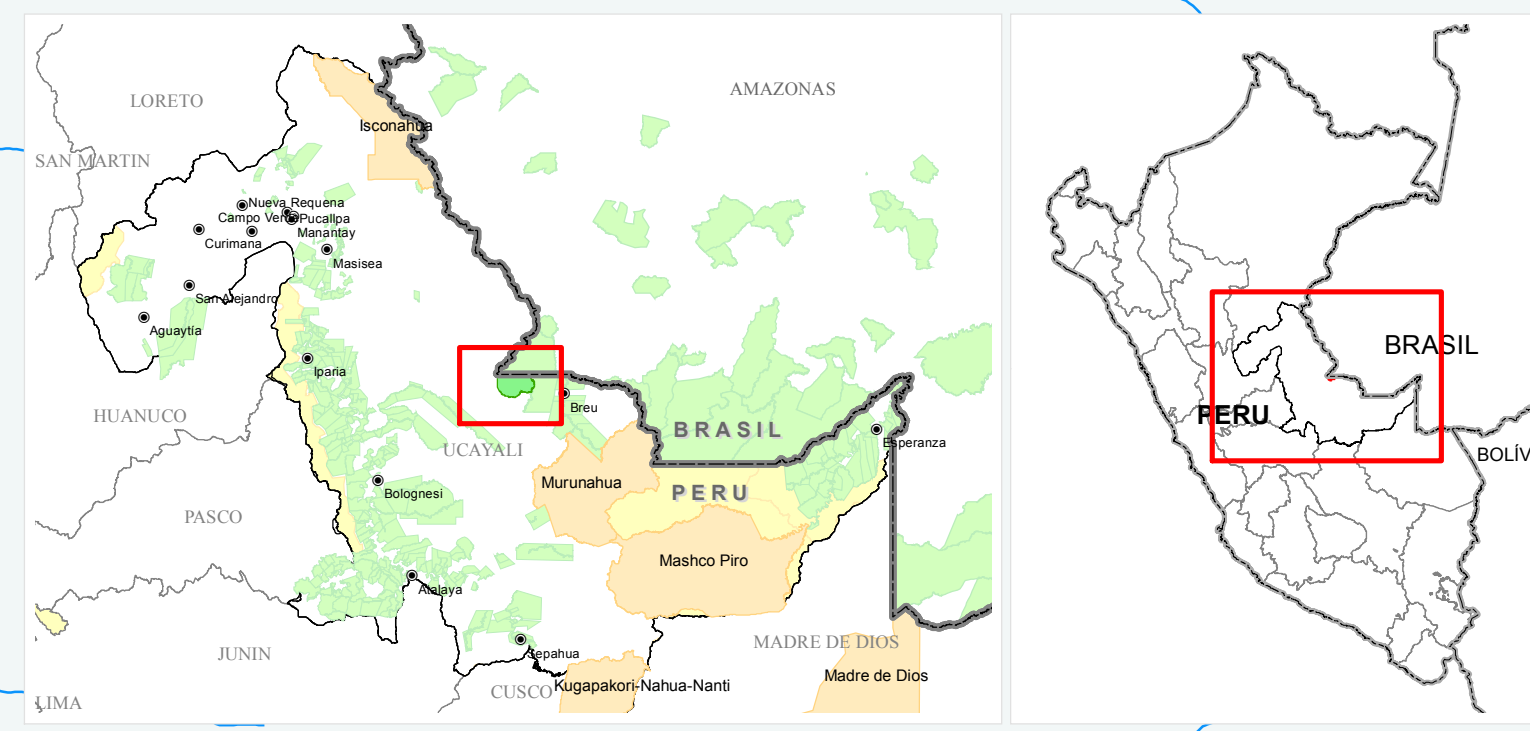 AMAZONAS
LORETO
Isconahua
SAN MARTIN
Nueva Requena
Campo Verde
Pucallpa
Manantay
Curimana
Masisea
San Alejandro
Aguaytía
Iparia
HUANUCO
Breu
BRASIL
UCAYALI
Esperanza
Murunahua
PERU
Bolognesi
PASCO
Mashco Piro
Atalaya
JUNIN
Sepahua
MADRE DE DIOS
Madre de Dios
CUSCO
Kugapakori-Nahua-Nanti
LIMA
BRASIL
PERU
BOLÍV